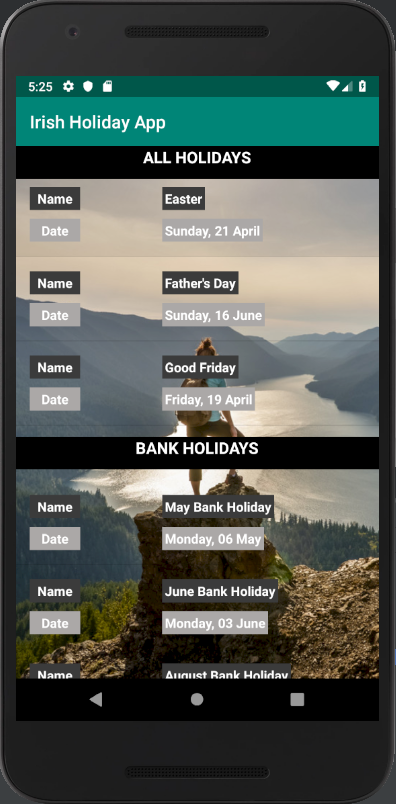 5:25
Irish Holiday App
ALL HOLIDAYS
Name Easter
Date Sunday, 21 April
Name Father's Day
Date Sunday, 16 June
Name Good Friday
Date Friday, 19 April
BANK HOLIDAYS
Name May Bank Holiday
Date Monday, 06 May
Name June Bank Holiday
Date Monday, 03 June
Name August Bank Holiday